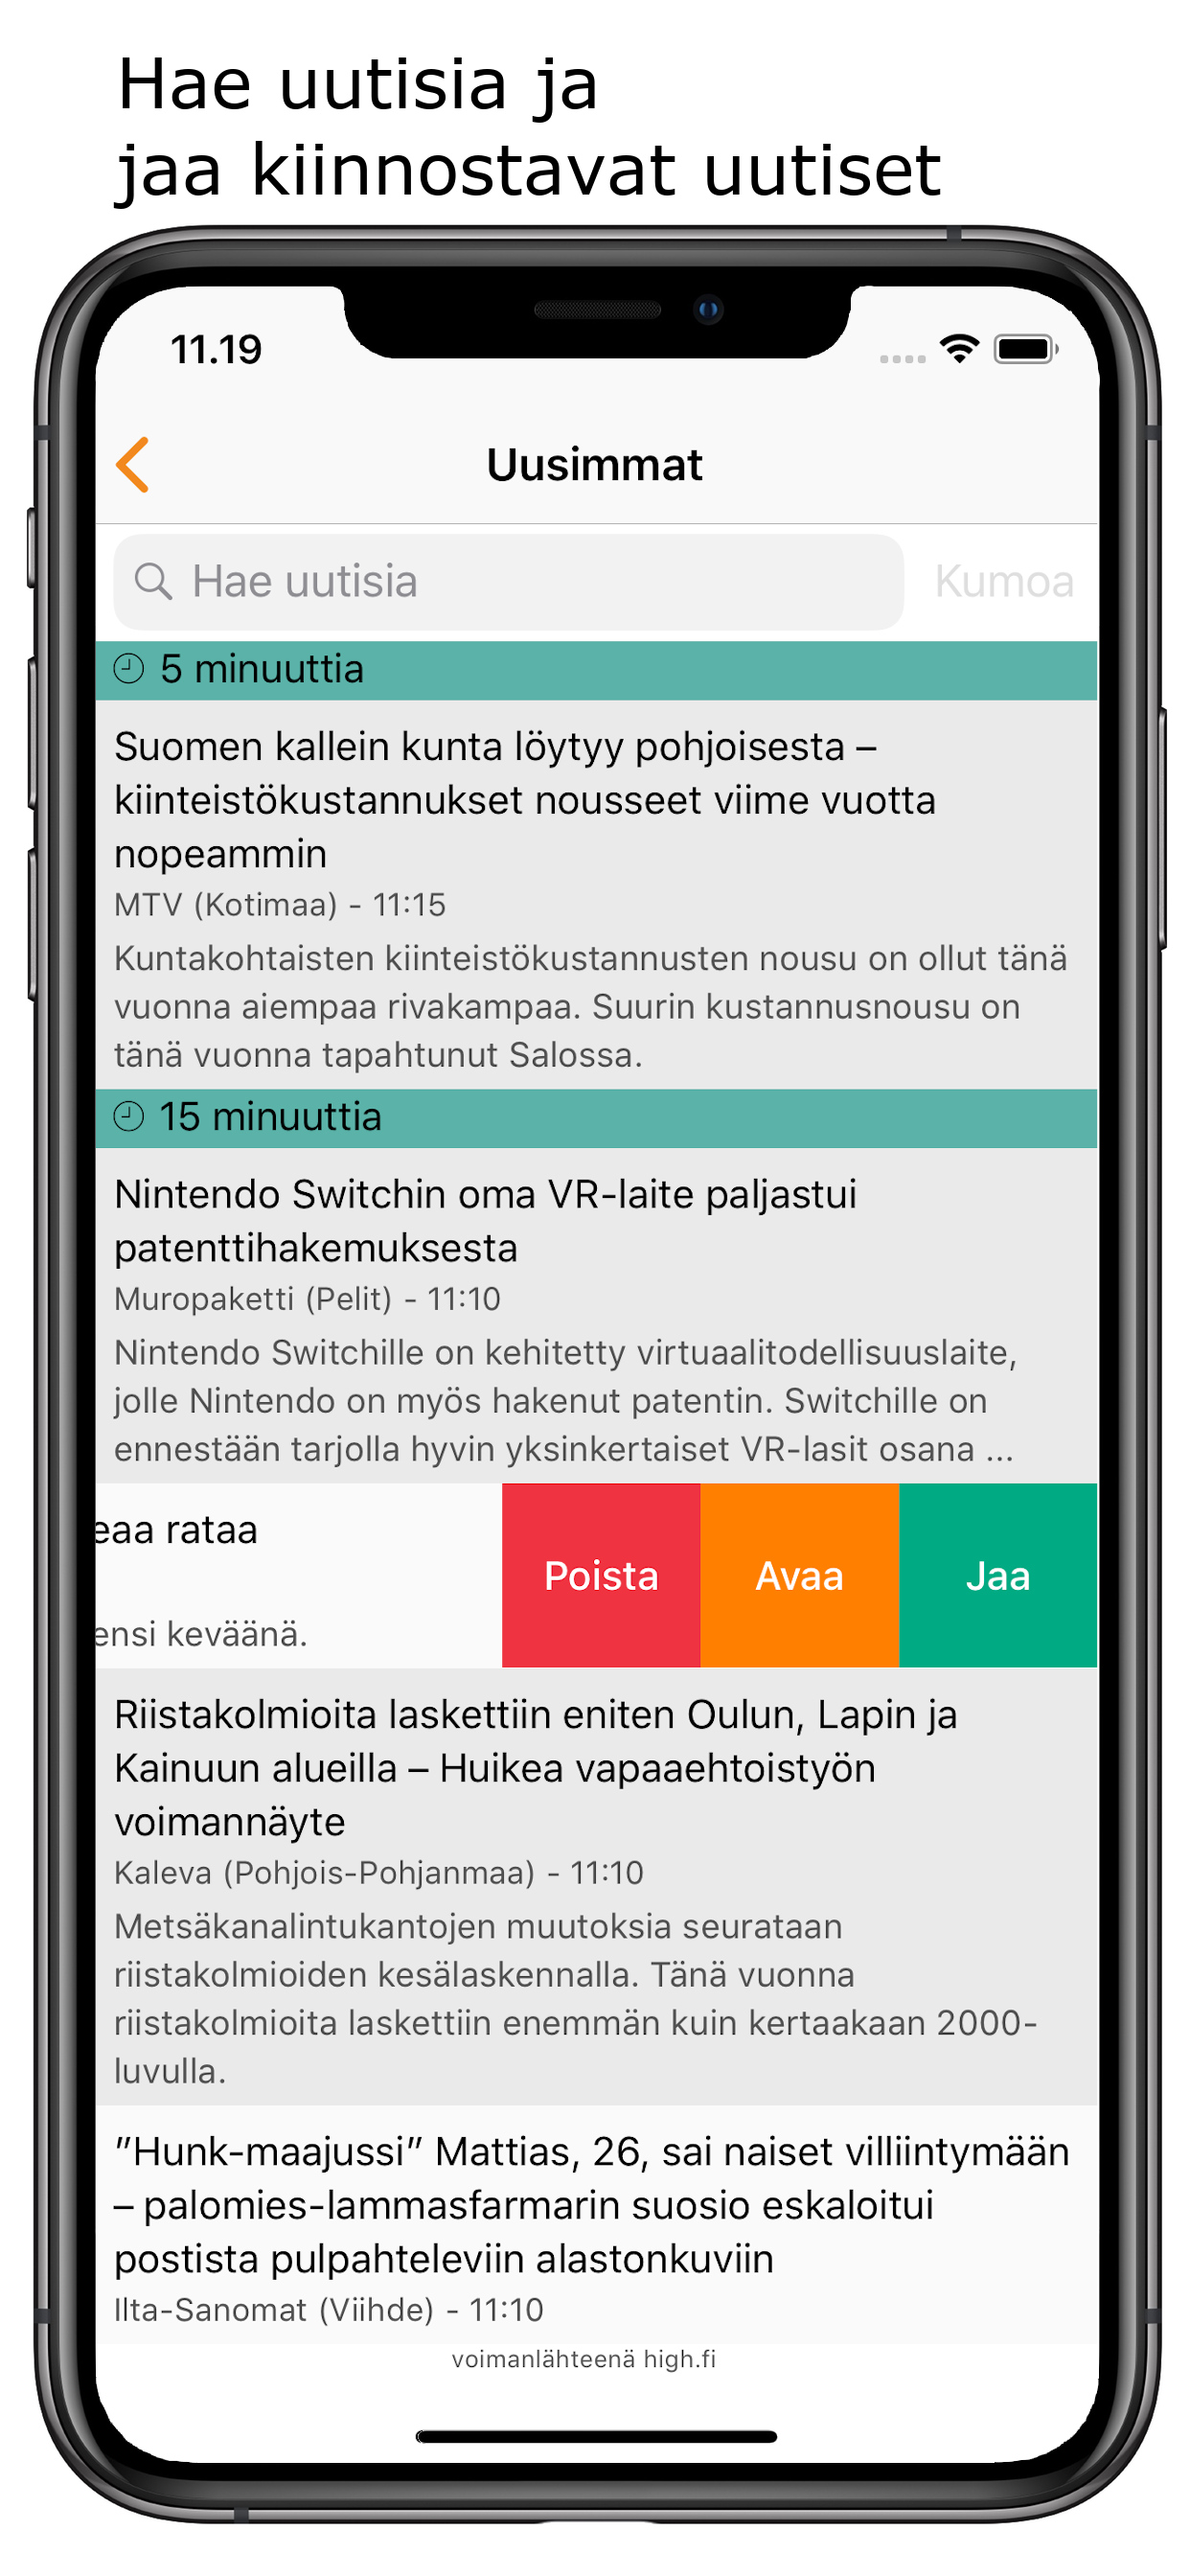 Hae uutisia ja
jaa kiinnostavat uutiset
11.19
Uusimmat
Hae uutisia
Kumoa
5 minuuttia
Suomen kallein kunta löytyy pohjoisesta –
kiinteistökustannukset nousseet viime vuotta
nopeammin
MTV (Kotimaa) - 11:15
Kuntakohtaisten kiinteistökustannusten nousu on ollut tänä
vuonna aiempaa rivakampaa. Suurin kustannusnousu on
tänä vuonna tapahtunut Salossa.
15 minuuttia
Nintendo Switchin oma VR-laite paljastui
patenttihakemuksesta
Muropaketti (Pelit) - 11:10
Nintendo Switchille on kehitetty virtuaalitodellisuuslaite,
jolle Nintendo on myös hakenut patentin. Switchille on
ennestään tarjolla hyvin yksinkertaiset VR-lasit osana ...
eaa rataa
Poista
Avaa
Jaa
ensi keväänä.
Riistakolmioita laskettiin eniten Oulun, Lapin ja
Kainuun alueilla – Huikea vapaaehtoistyön
voimannäyte
Kaleva (Pohjois-Pohjanmaa) - 11:10
Metsäkanalintukantojen muutoksia seurataan
riistakolmioiden kesälaskennalla. Tänä vuonna
riistakolmioita laskettiin enemmän kuin kertaakaan 2000-
luvulla.
”Hunk-maajussi” Mattias, 26, sai naiset villiintymään
– palomies-lammasfarmarin suosio eskaloitui
postista pulpahteleviin alastonkuviin
Ilta-Sanomat (Viihde) - 11:10
voimanlähteenä high.fi